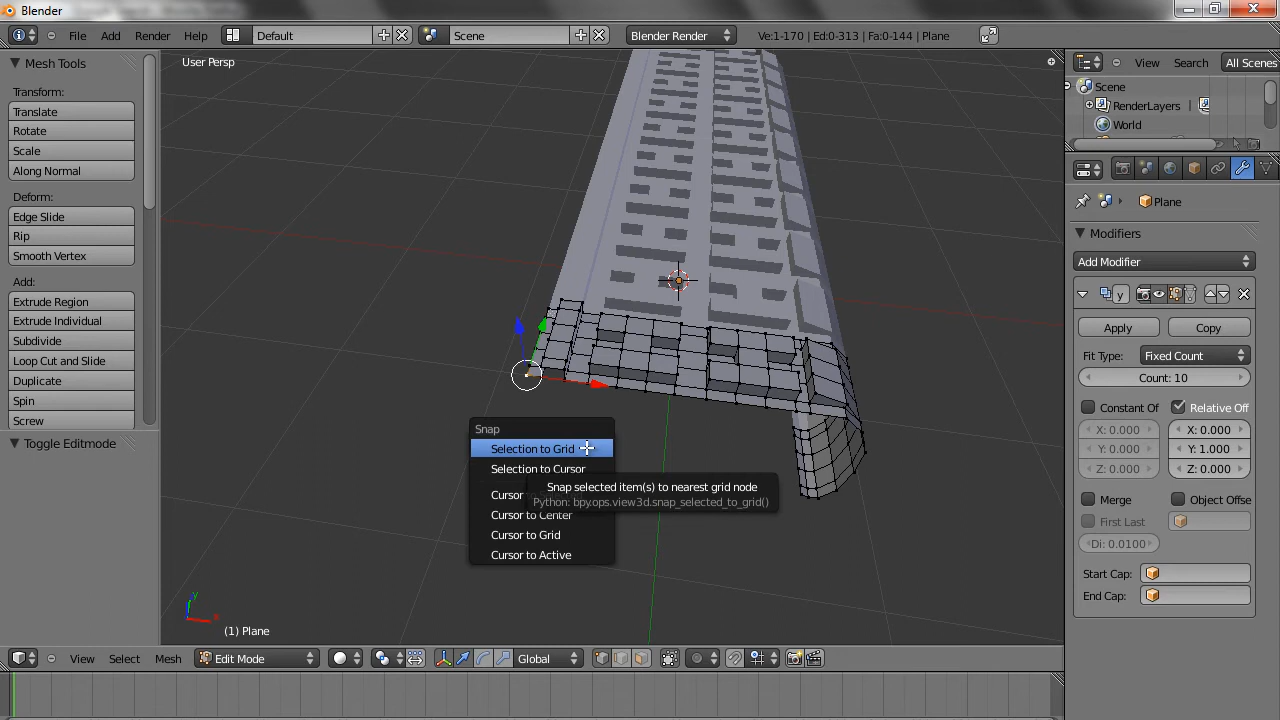 Blender
File Add Render Help Default Scene Blender Render Ve:1-170 | Ed:0-313 | Fa:0-144 | Plane
Mesh Tools
Transform:
Translate
Rotate
Scale
Along Normal
Deform:
Edge Slide
Rip
Smooth Vertex
Add:
Extrude Region
Extrude Individual
Subdivide
Loop Cut and Slide
Duplicate
Spin
Screw
Toggle Editmode
User Persp
Snap
Selection to Grid
Selection to Cursor
Cursor
Cursor to Center
Cursor to Grid
Cursor to Active
Snap selected item(s) to nearest grid node
Python: bpy.ops.view3d.snap_selected_to_grid()
y
x
(1) Plane
View Select Mesh Edit Mode Global
View Search All Scenes
Scene
RenderLayers
World
Plane
Modifiers
Add Modifier
y
Apply Copy
Fit Type: Fixed Count
Count: 10
Constant Of Relative Off
X: 0.000 X: 0.000
Y: 0.000 Y: 1.000
Z: 0.000 Z: 0.000
Merge Object Offse
First Last
Di: 0.0100
Start Cap:
End Cap: